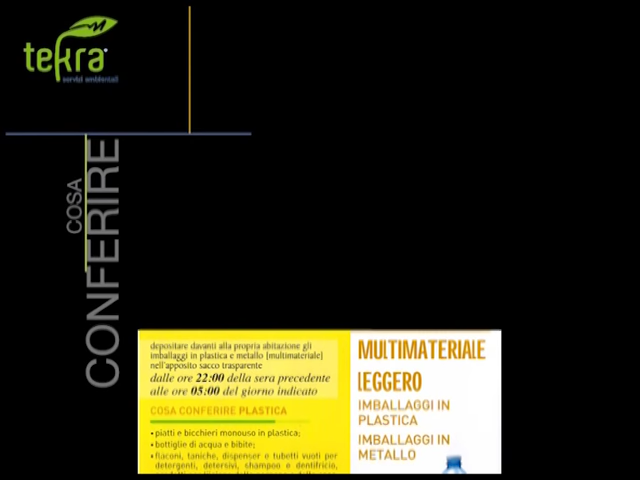 tekra
servizi ambientali
COSA
CONFERIRE
depositare davanti alla propria abitazione gli
imballaggi in plastica e metallo [multimateriale]
nell'apposito sacco trasparente
dalle ore 22:00 della sera precedente
alle ore 05:00 del giorno indicato
COSA CONFERIRE PLASTICA
• piatti e bicchieri monouso in plastica;
• bottiglie di acqua e bibite;
• flaconi, taniche, dispenser o tubetti vuoti per
detergenti, detersivi, shampoo e dentifricio,
MULTIMATERIALE
LEGGERO
IMBALLAGGI IN
PLASTICA
IMBALLAGGI IN
METALLO